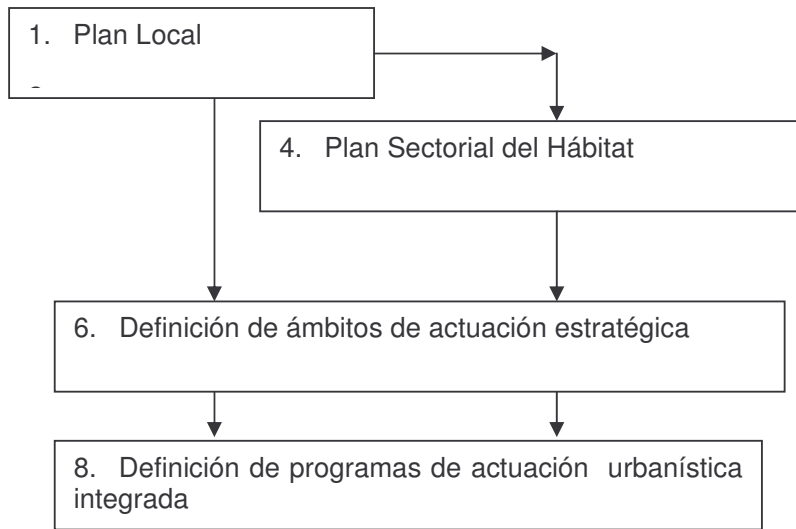 1. Plan Local
4. Plan Sectorial del Hábitat
6. Definición de ámbitos de actuación estratégica
8. Definición de programas de actuación urbanística
integrada